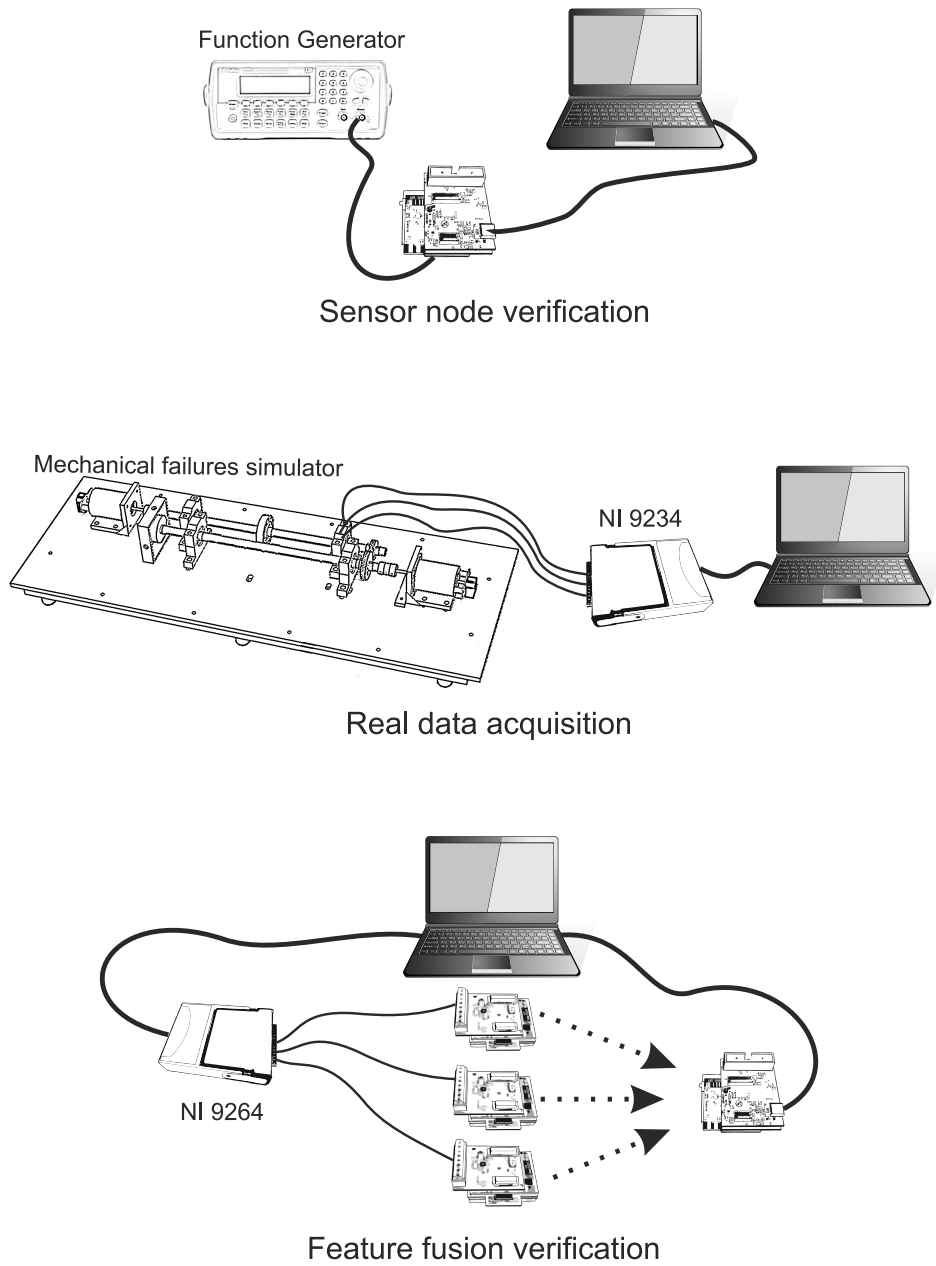 Function Generator
Sensor node verification
Mechanical failures simulator
NI 9234
Real data acquisition
NI 9264
Feature fusion verification